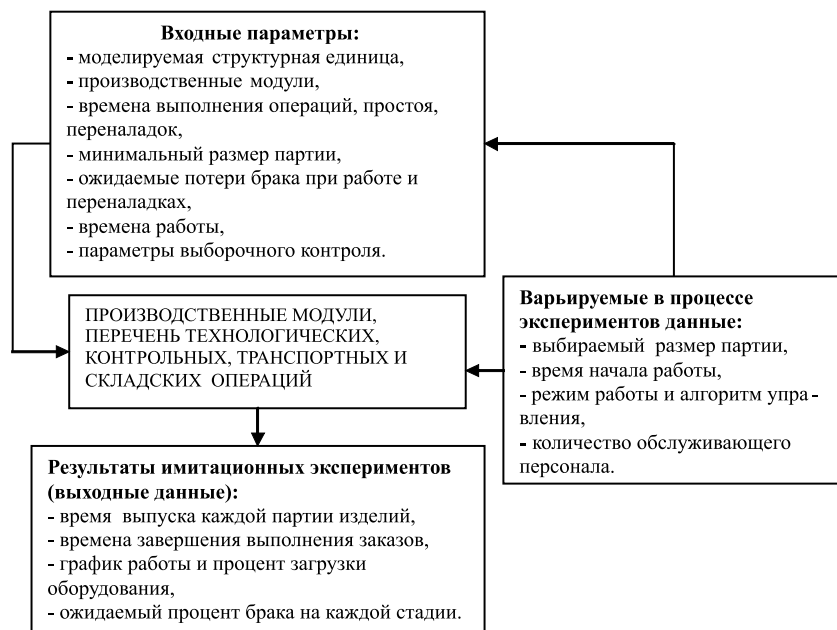 Входные параметры:
- моделируемая структурная единица,
- производственные модули,
- времена выполнения операций, простоя,
переналадок,
- минимальный размер партии,
- ожидаемые потери брака при работе и
переналадках,
- времена работы,
- параметры выборочного контроля.
ПРОИЗВОДСТВЕННЫЕ МОДУЛИ,
ПЕРЕЧЕНЬ ТЕХНОЛОГИЧЕСКИХ,
КОНТРОЛЬНЫХ, ТРАНСПОРТНЫХ И
СКЛАДСКИХ ОПЕРАЦИЙ
Варьируемые в процессе
экспериментов данные:
- выбираемый размер партии,
- время начала работы,
- режим работы и алгоритм упра-
вления,
- количество обслуживающего
персонала.
Результаты имитационных экспериментов
(выходные данные):
- время выпуска каждой партии изделий,
- времена завершения выполнения заказов,
- график работы и процент загрузки
оборудования,
- ожидаемый процент брака на каждой стадии.